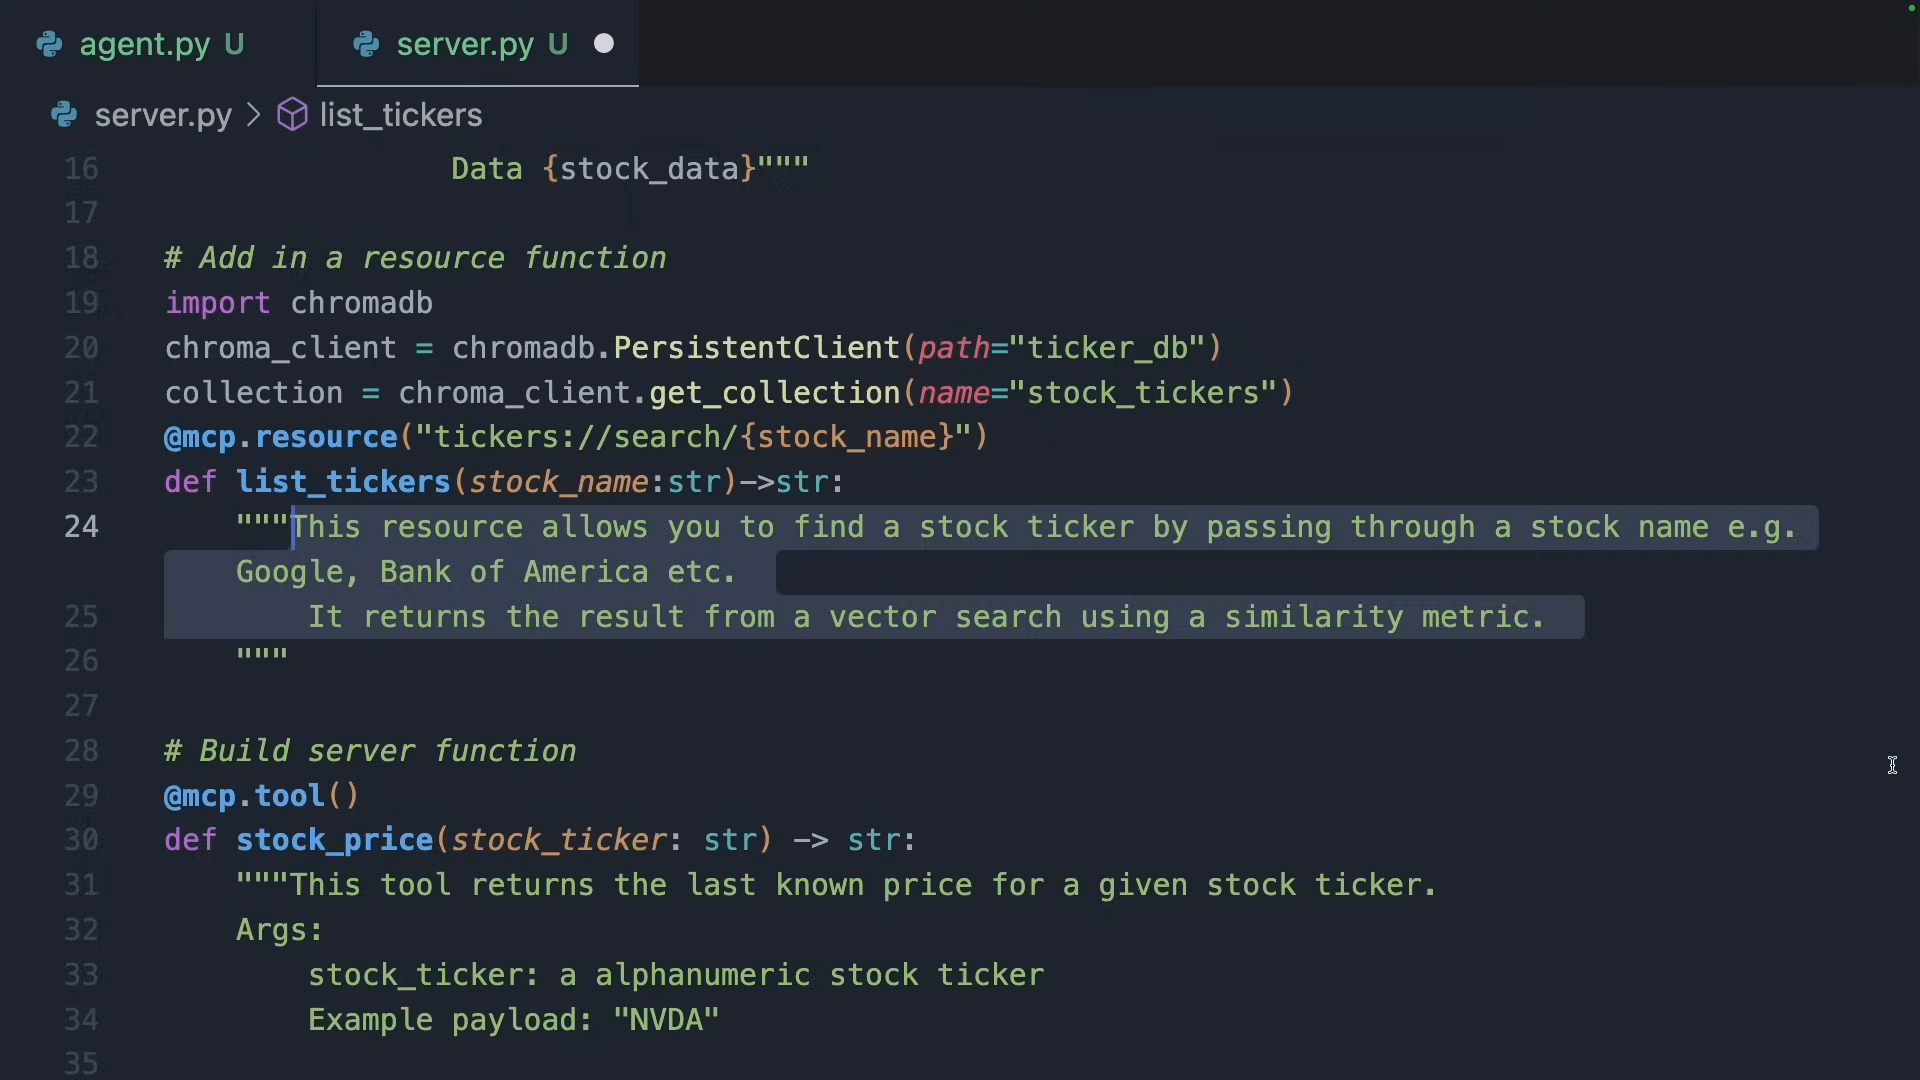 agent.py U
server.py U
server.py > list_tickers
16 Data {stock_data}"""
17
18 # Add in a resource function
19 import chromadb
20 chroma_client = chromadb.PersistentClient(path="ticker_db")
21 collection = chroma_client.get_collection(name="stock_tickers")
22 @mcp.resource("tickers://search/{stock_name}")
23 def list_tickers(stock_name:str)->str:
24 """This resource allows you to find a stock ticker by passing through a stock name e.g.
Google, Bank of America etc.
25 It returns the result from a vector search using a similarity metric.
26 """
27
28 # Build server function
29 @mcp.tool()
30 def stock_price(stock_ticker: str) -> str:
31 """This tool returns the last known price for a given stock ticker.
32 Args:
33 stock_ticker: a alphanumeric stock ticker
34 Example payload: "NVDA"
35